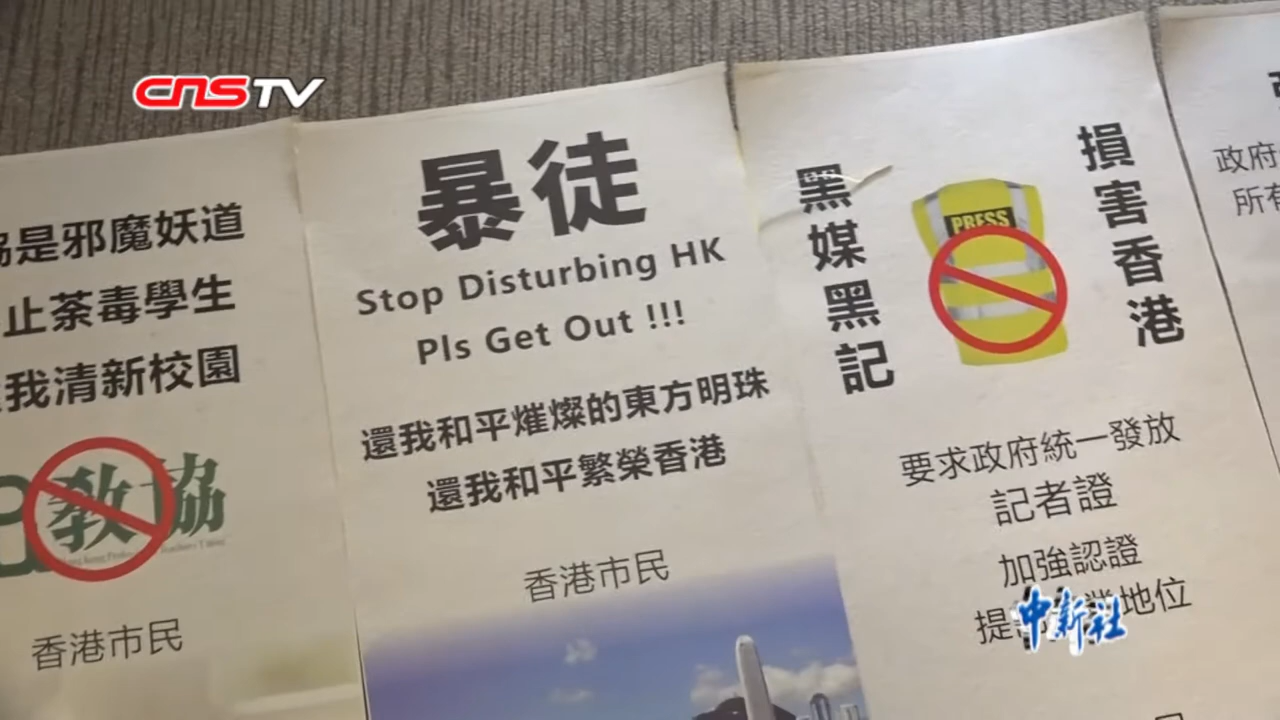 CNSTV
協是邪魔妖道
止荼毒學生
我清新校園
教協
香港市民
暴徒
Stop Disturbing HK
Pls Get Out !!!
還我和平熣燦的東方明珠
還我和平繁榮香港
香港市民
黑媒黑記
PRESS
損害香港
要求政府統一發放
記者證
加強認證
提
地位
政府
所有
中新社